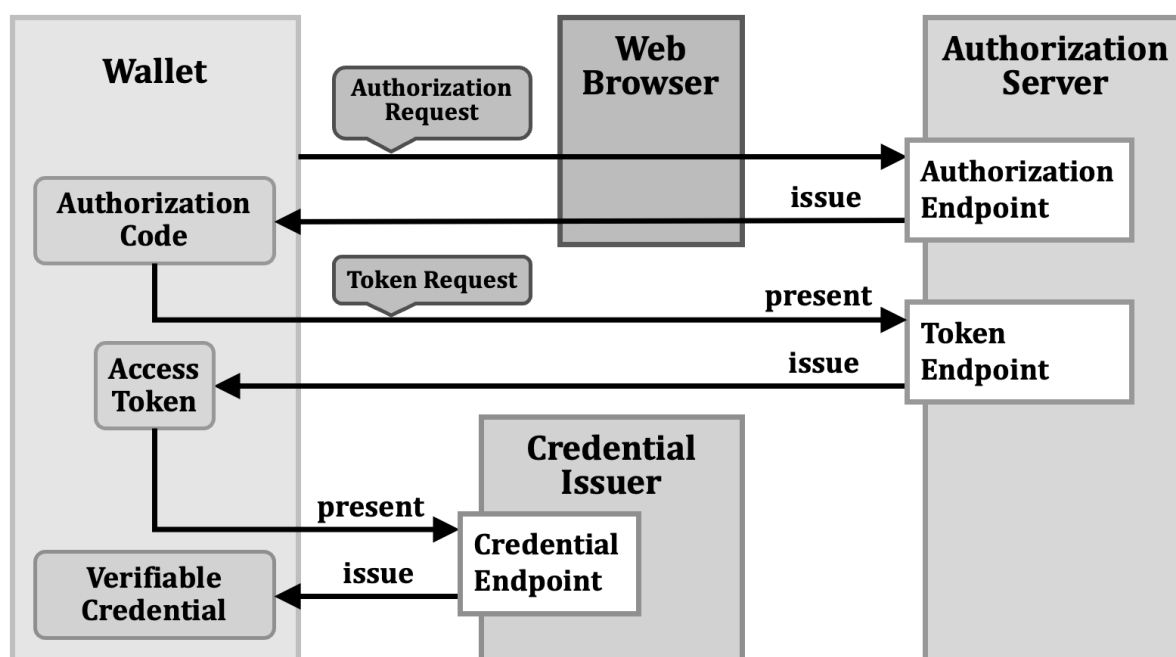 Wallet
Authorization
Request
Web
Browser
Authorization
Server
Authorization
Code
issue
Authorization
Endpoint
Token Request
present
Token
Endpoint
Access
Token
issue
Credential
Issuer
present
Credential
Endpoint
issue
Verifiable
Credential